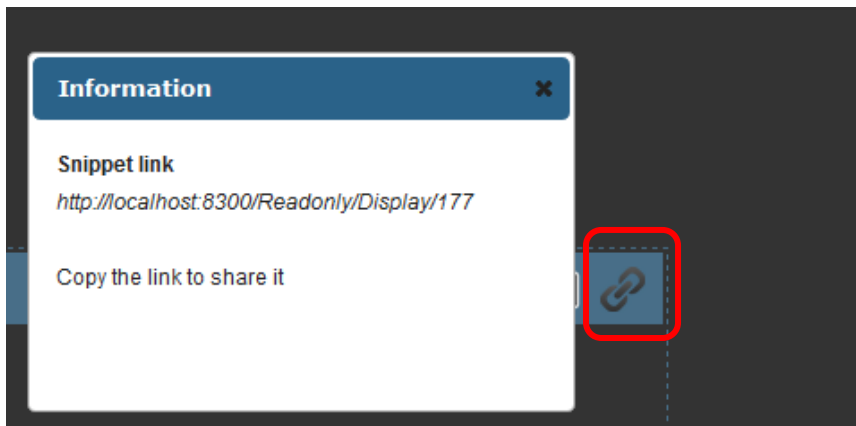 Information
Snippet link
http://localhost:8300/Readonly/Display/177
Copy the link to share it